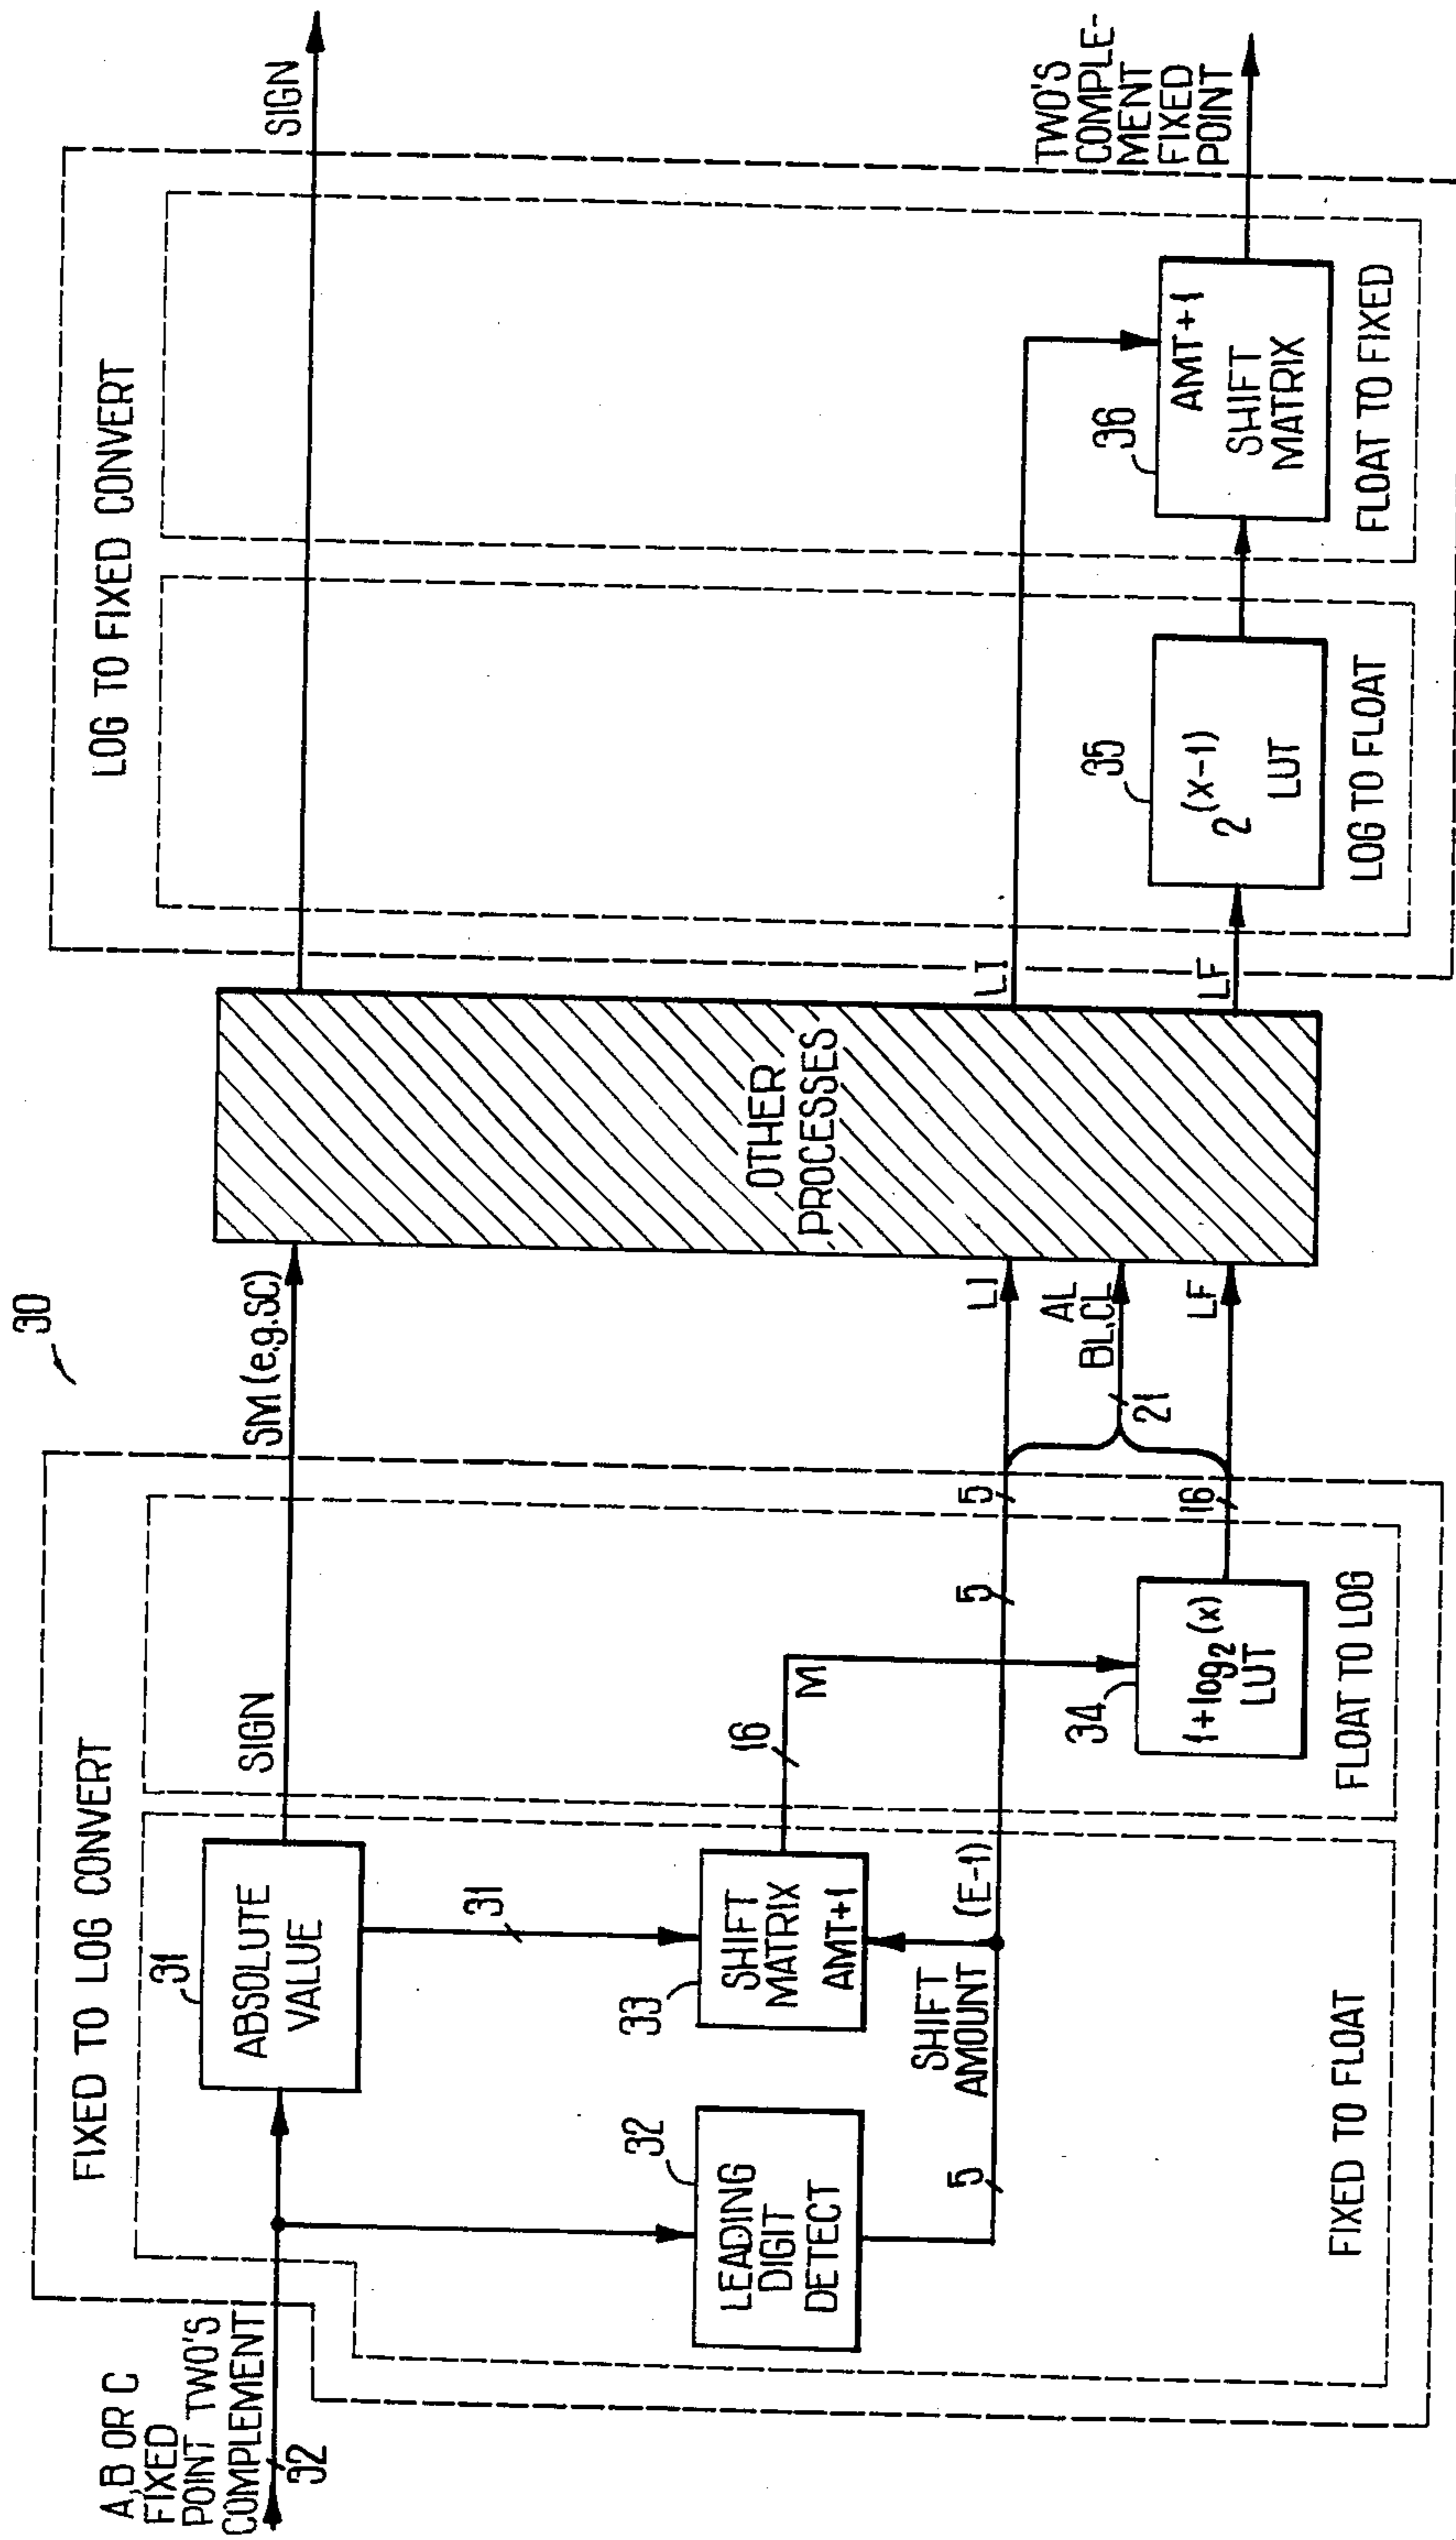 30
A,B OR C
FIXED
POINT TWO'S
COMPLEMENT
32
FIXED TO LOG CONVERT
31
ABSOLUTE
VALUE
SIGN
SM (e.g. SC)
32
LEADING
DIGIT
DETECT
5
31
33
SHIFT
MATRIX
AMT+1
SHIFT
AMOUNT
(E-1)
16
M
5
5
34
1+log2(x)
LUT
16
21
FIXED TO FLOAT
FLOAT TO LOG
LI
AL
BL,CL
LF
OTHER
PROCESSES
LI
LF
LOG TO FIXED CONVERT
35
2(X-1)
LUT
LOG TO FLOAT
36
AMT+1
SHIFT
MATRIX
FLOAT TO FIXED
SIGN
TWO'S
COMPLE-
MENT
FIXED
POINT